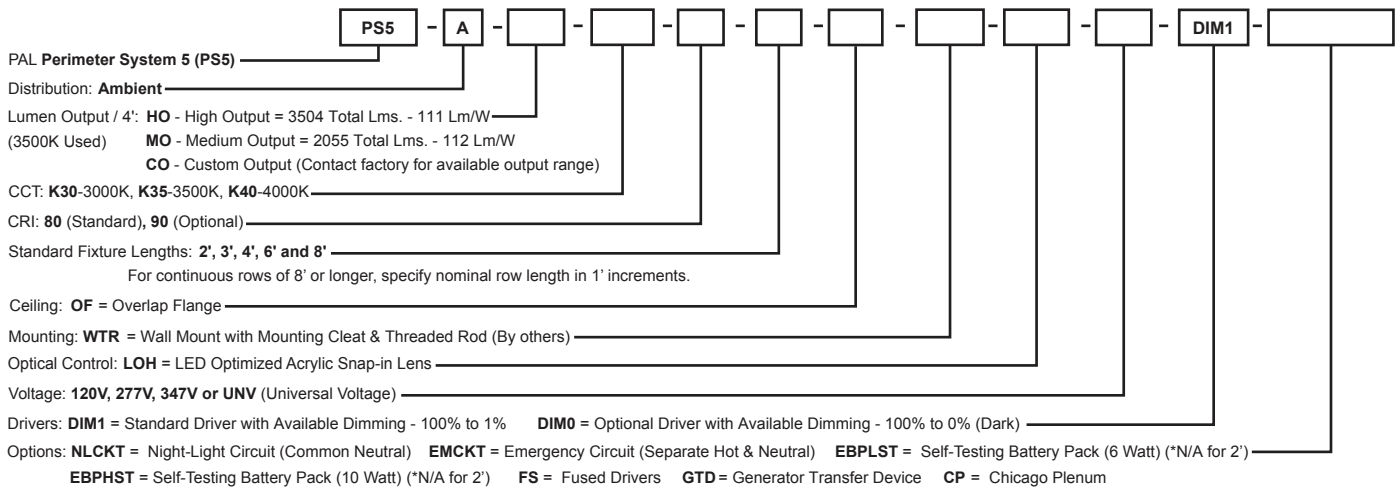 PS5 - A - - - - - - - - - DIM1 -
PAL Perimeter System 5 (PS5)
Distribution: Ambient
Lumen Output / 4': HO - High Output = 3504 Total Lms. - 111 Lm/W
(3500K Used) MO - Medium Output = 2055 Total Lms. - 112 Lm/W
CO - Custom Output (Contact factory for available output range)
CCT: K30-3000K, K35-3500K, K40-4000K
CRI: 80 (Standard), 90 (Optional)
Standard Fixture Lengths: 2', 3', 4', 6' and 8'
For continuous rows of 8’ or longer, specify nominal row length in 1’ increments.
Ceiling: OF = Overlap Flange
Mounting: WTR = Wall Mount with Mounting Cleat & Threaded Rod (By others)
Optical Control: LOH = LED Optimized Acrylic Snap-in Lens
Voltage: 120V, 277V, 347V or UNV (Universal Voltage)
Drivers: DIM1 = Standard Driver with Available Dimming - 100% to 1% DIM0 = Optional Driver with Available Dimming - 100% to 0% (Dark)
Options: NLCKT = Night-Light Circuit (Common Neutral) EMCKT = Emergency Circuit (Separate Hot & Neutral) EBPLST = Self-Testing Battery Pack (6 Watt) (*N/A for 2')
EBPHST = Self-Testing Battery Pack (10 Watt) (*N/A for 2') FS = Fused Drivers GTD = Generator Transfer Device CP = Chicago Plenum